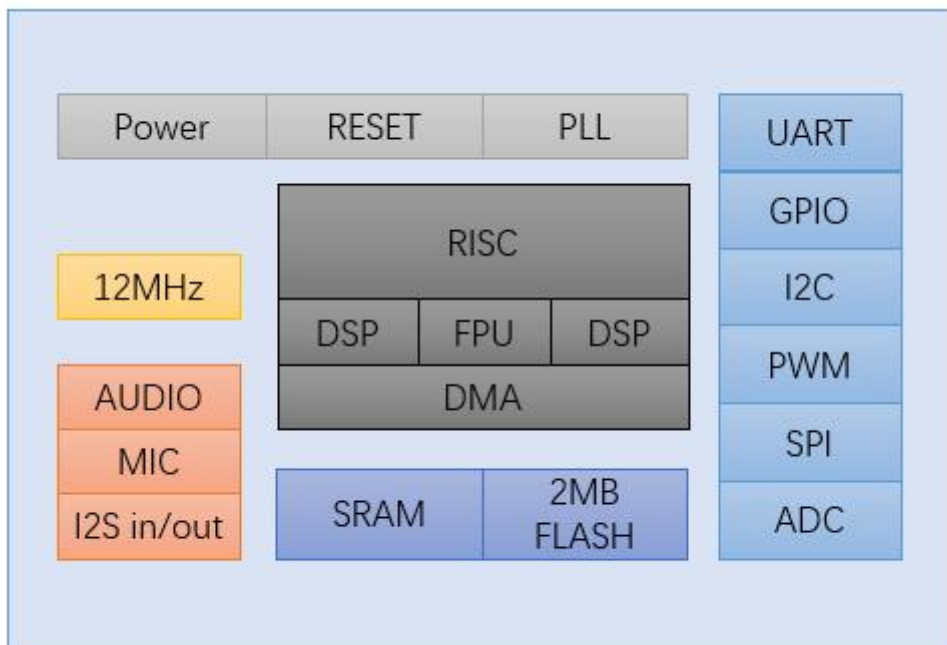 Power
RESET
PLL
UART
GPIO
I2C
PWM
SPI
ADC
RISC
DSP
FPU
DSP
DMA
12MHz
AUDIO
MIC
I2S in/out
SRAM
2MB
FLASH